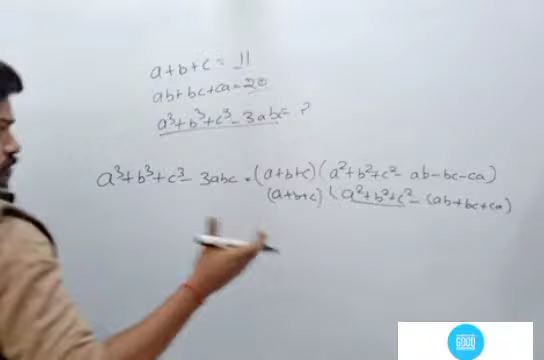 a+b+c = 11
ab+bc+ca=20
a³+b³+c³-3abc=?
a³+b³+c³-3abc=(a+b+c)(a²+b²+c²-ab-bc-ca)
(a+b+c)(a²+b²+c²-(ab+bc+ca)
GOOD